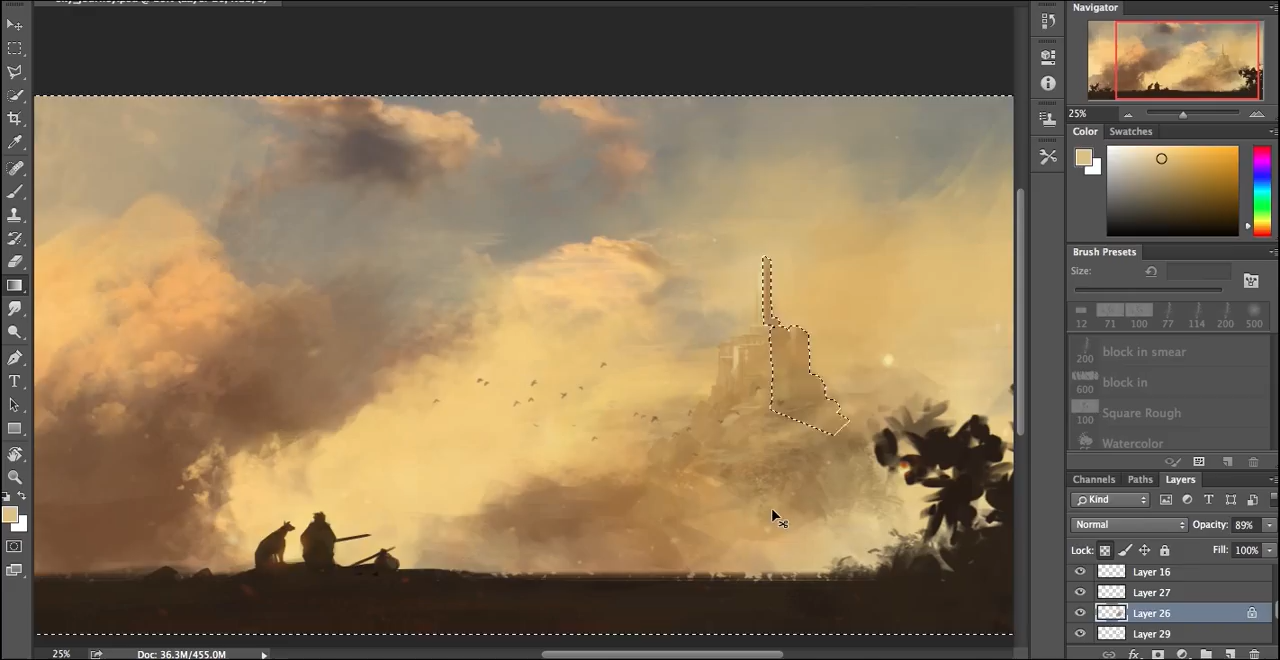 Navigator
25%
Color Swatches
Brush Presets
Size:
12 71 100 77 114 200 500
200 block in smear
600 block in
100 Square Rough
Watercolor
Channels Paths Layers
Kind
Normal Opacity: 89%
Lock: Fill: 100%
Layer 16
Layer 27
Layer 26
Layer 29
25% Doc: 36.3M/455.0M